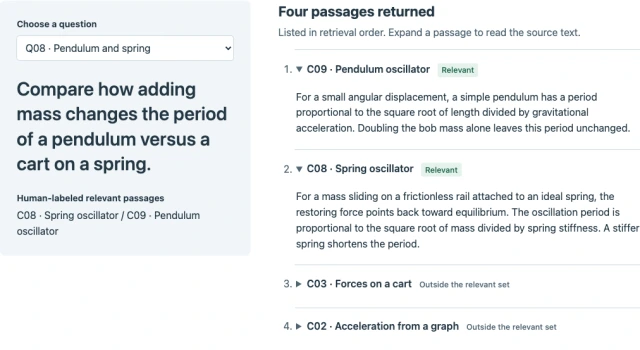 Choose a question
Q08 · Pendulum and spring
Compare how adding
mass changes the period
of a pendulum versus a
cart on a spring.
Human-labeled relevant passages
C08 · Spring oscillator / C09 · Pendulum
oscillator
Four passages returned
Listed in retrieval order. Expand a passage to read the source text.
1. ▼ C09 · Pendulum oscillator Relevant
For a small angular displacement, a simple pendulum has a period
proportional to the square root of length divided by gravitational
acceleration. Doubling the bob mass alone leaves this period unchanged.
2. ▼ C08 · Spring oscillator Relevant
For a mass sliding on a frictionless rail attached to an ideal spring, the
restoring force points back toward equilibrium. The oscillation period is
proportional to the square root of mass divided by spring stiffness. A stiffer
spring shortens the period.
3. ▶ C03 · Forces on a cart Outside the relevant set
4. ▶ C02 · Acceleration from a graph Outside the relevant set